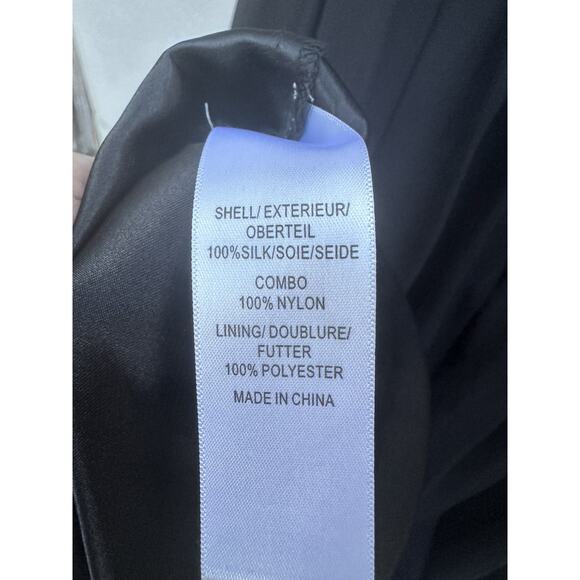 SHELL/ EXTERIEUR/
OBERTEIL
100%SILK/SOIE/SEIDE
COMBO
100% NYLON
LINING/ DOUBLURE/
FUTTER
100% POLYESTER
MADE IN CHINA